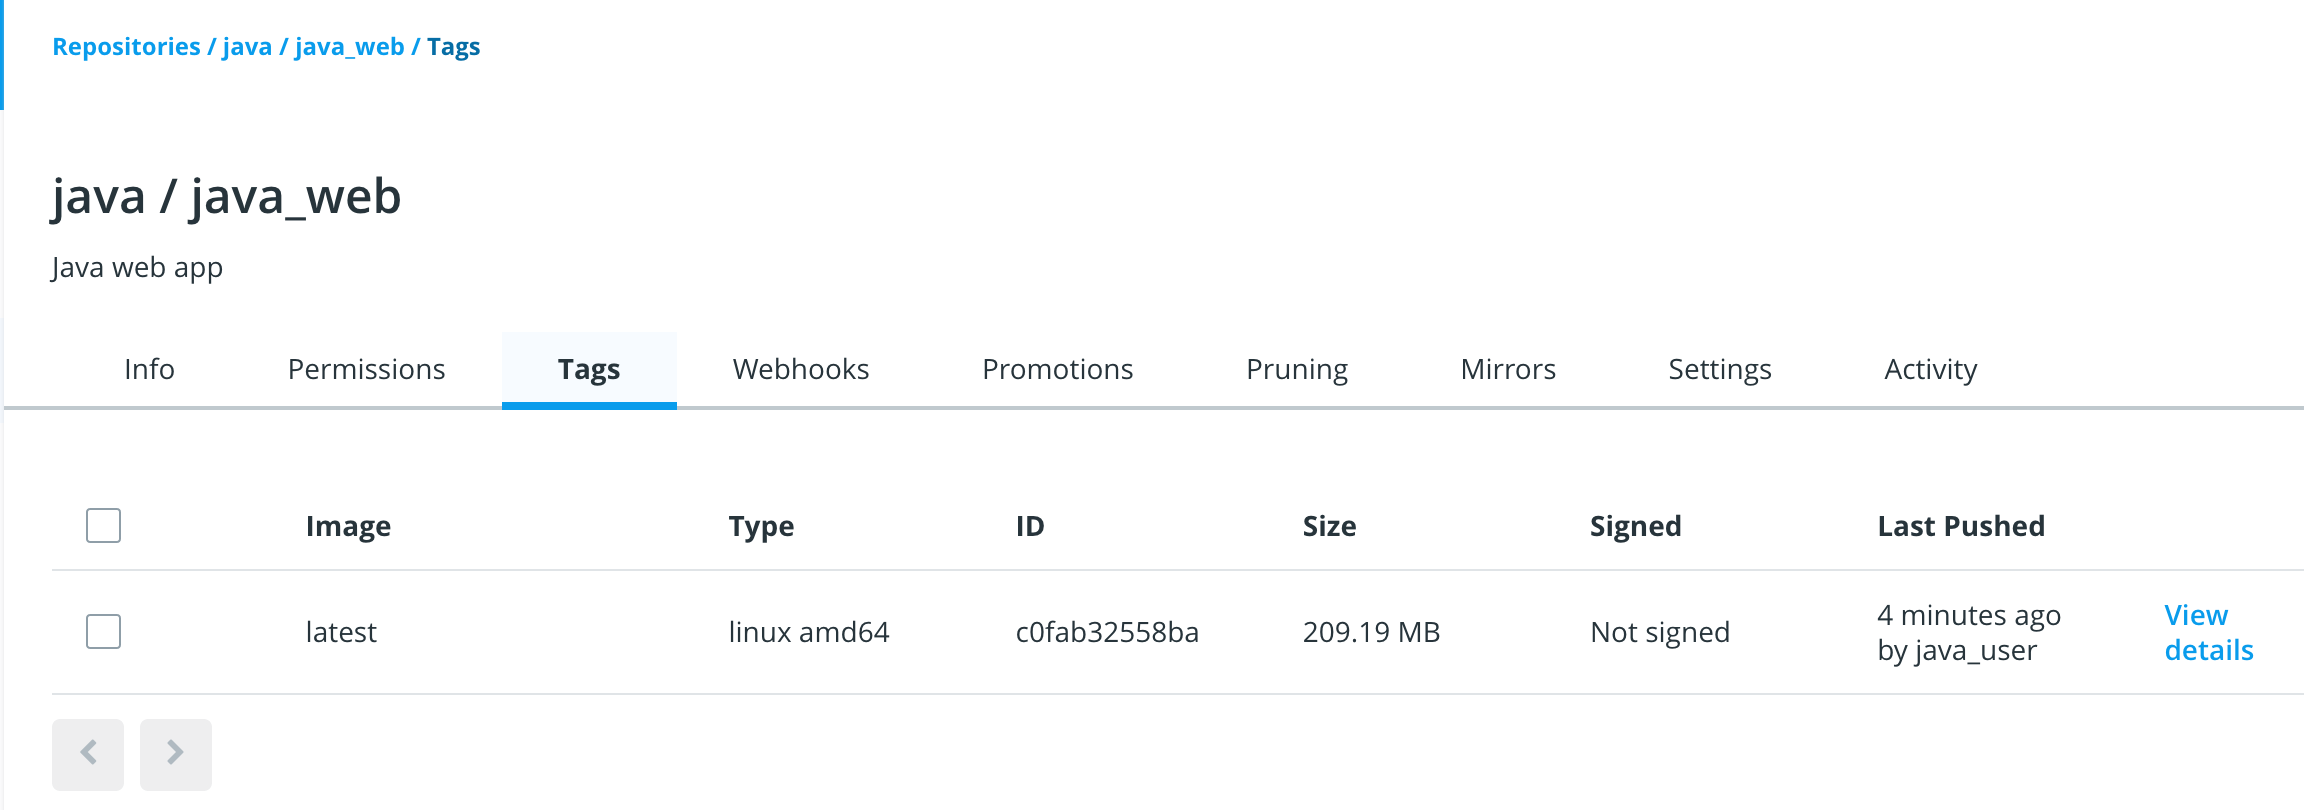 Repositories / java / java_web / Tags
java / java_web
Java web app
Info Permissions Tags Webhooks Promotions Pruning Mirrors Settings Activity
Image Type ID Size Signed Last Pushed
latest linux amd64 c0fab32558ba 209.19 MB Not signed 4 minutes ago
by java_user View
details